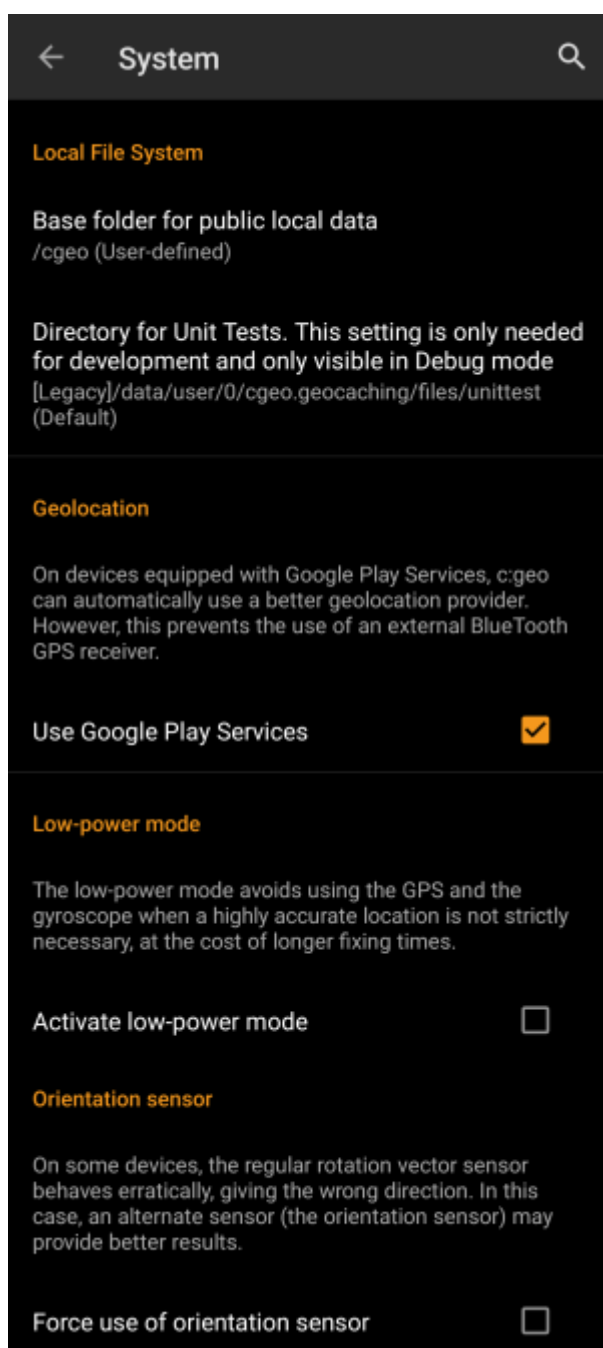 System
Local File System
Base folder for public local data
/cgeo (User-defined)
Directory for Unit Tests. This setting is only needed
for development and only visible in Debug mode
[Legacy]/data/user/0/cgeo.geocaching/files/unittest
(Default)
Geolocation
On devices equipped with Google Play Services, c:geo
can automatically use a better geolocation provider.
However, this prevents the use of an external BlueTooth
GPS receiver.
Use Google Play Services
Low-power mode
The low-power mode avoids using the GPS and the
gyroscope when a highly accurate location is not strictly
necessary, at the cost of longer fixing times.
Activate low-power mode
Orientation sensor
On some devices, the regular rotation vector sensor
behaves erratically, giving the wrong direction. In this
case, an alternate sensor (the orientation sensor) may
provide better results.
Force use of orientation sensor